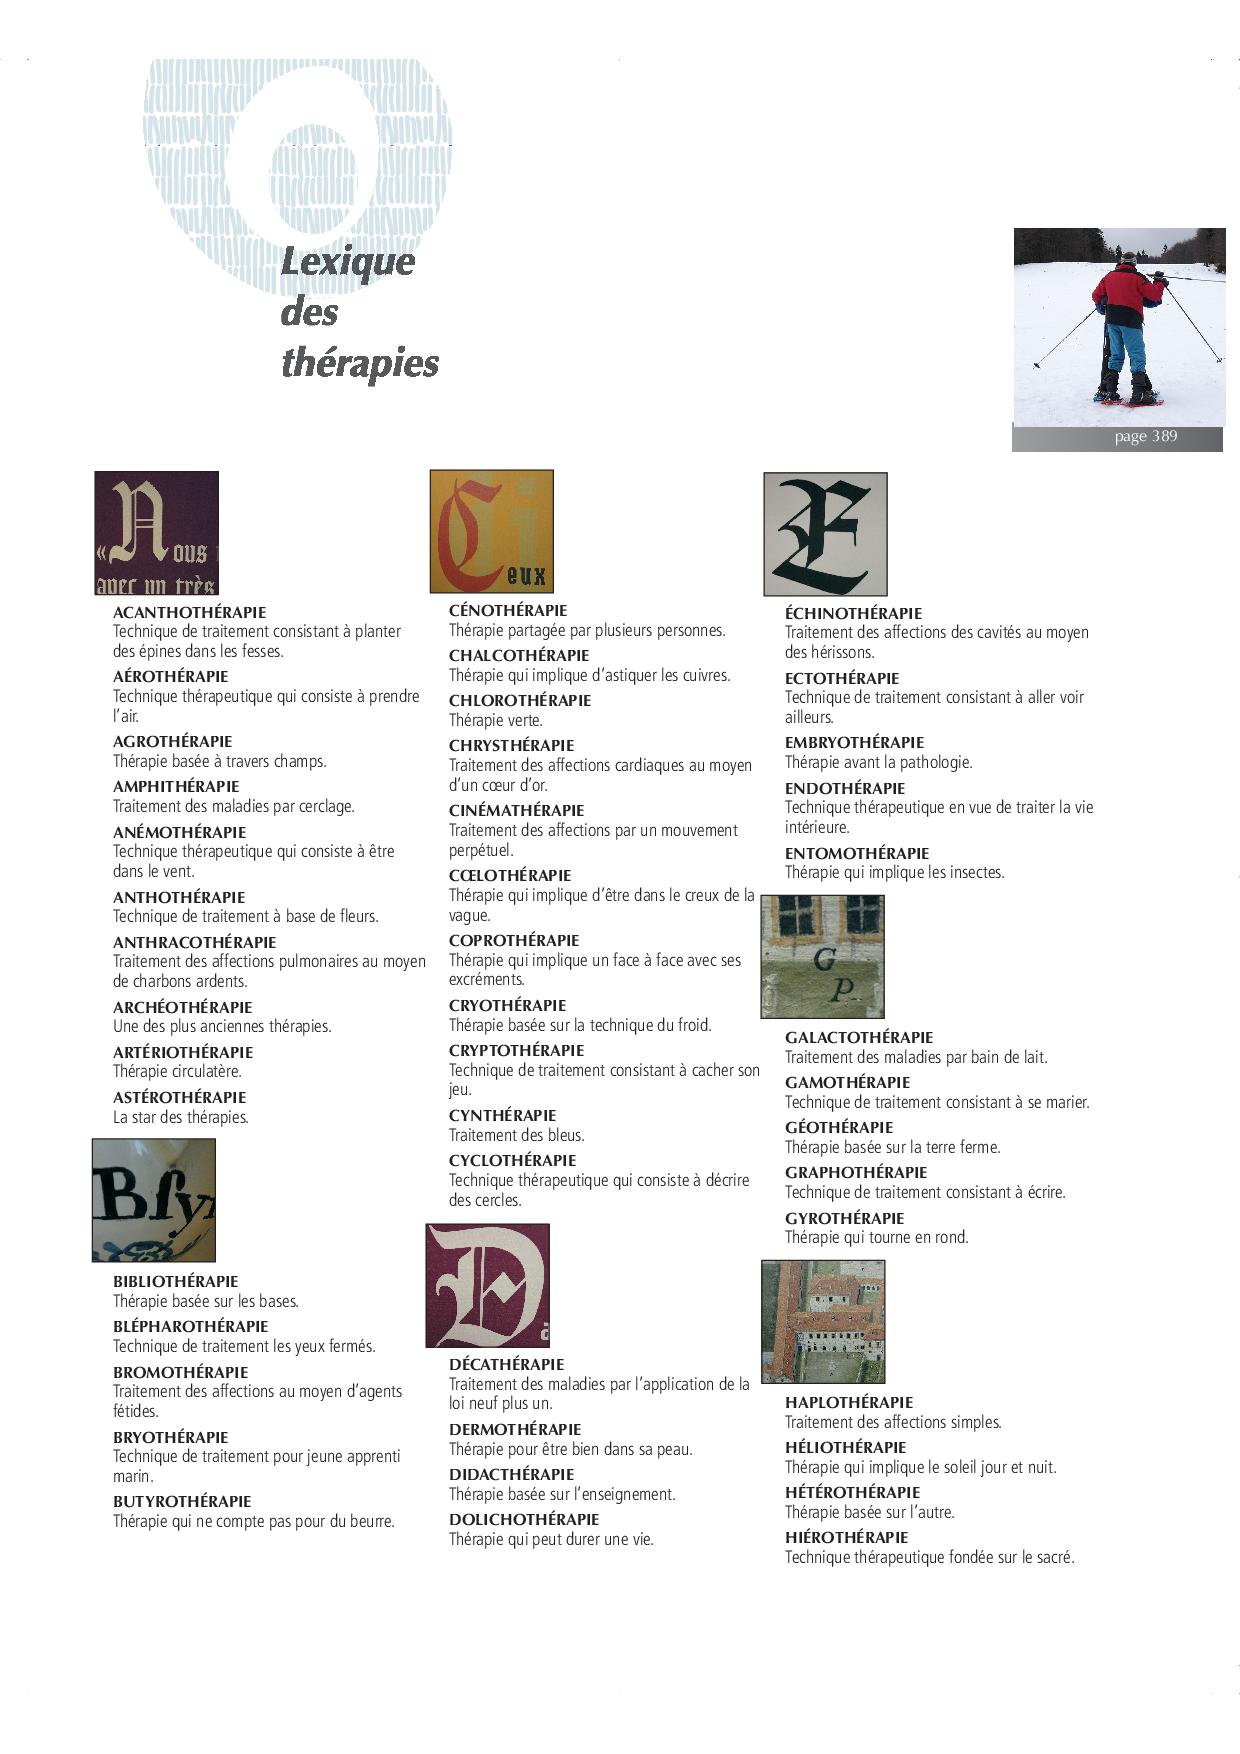 Lexique
des
thérapies
page 389
«Nous
avec un très
ACANTHOTHÉRAPIE
Technique de traitement consistant à planter
des épines dans les fesses.
AÉROTHÉRAPIE
Technique thérapeutique qui consiste à prendre
l’air.
AGROTHÉRAPIE
Thérapie basée à travers champs.
AMPHITHÉRAPIE
Traitement des maladies par cerclage.
ANÉMOTHÉRAPIE
Technique thérapeutique qui consiste à être
dans le vent.
ANTHOTHÉRAPIE
Technique de traitement à base de fleurs.
ANTHRACOTHÉRAPIE
Traitement des affections pulmonaires au moyen
de charbons ardents.
ARCHÉOTHÉRAPIE
Une des plus anciennes thérapies.
ARTÉRIOTHÉRAPIE
Thérapie circulatère.
ASTÉROTHÉRAPIE
La star des thérapies.
BIBLIOTHÉRAPIE
Thérapie basée sur les bases.
BLÉPHAROTHÉRAPIE
Technique de traitement les yeux fermés.
BROMOTHÉRAPIE
Traitement des affections au moyen d’agents
fétides.
BRYOTHÉRAPIE
Technique de traitement pour jeune apprenti
marin.
BUTYROTHÉRAPIE
Thérapie qui ne compte pas pour du beurre.
Ci
eux
CÉNOTHÉRAPIE
Thérapie partagée par plusieurs personnes.
CHALCOTHÉRAPIE
Thérapie qui implique d’astiquer les cuivres.
CHLOROTHÉRAPIE
Thérapie verte.
CHRYSTHÉRAPIE
Traitement des affections cardiaques au moyen
d’un cœur d’or.
CINÉMATHÉRAPIE
Traitement des affections par un mouvement
perpétuel.
CŒLOTHÉRAPIE
Thérapie qui implique d’être dans le creux de la
vague.
COPROTHÉRAPIE
Thérapie qui implique un face à face avec ses
excréments.
CRYOTHÉRAPIE
Thérapie basée sur la technique du froid.
CRYPTOTHÉRAPIE
Technique de traitement consistant à cacher son
jeu.
CYNTHÉRAPIE
Traitement des bleus.
CYCLOTHÉRAPIE
Technique thérapeutique qui consiste à décrire
des cercles.
D
DÉCATHÉRAPIE
Traitement des maladies par l’application de la
loi neuf plus un.
DERMOTHÉRAPIE
Thérapie pour être bien dans sa peau.
DIDACTHÉRAPIE
Thérapie basée sur l’enseignement.
DOLICHOTHÉRAPIE
Thérapie qui peut durer une vie.
E
ÉCHINOTHÉRAPIE
Traitement des affections des cavités au moyen
des hérissons.
ECTOTHÉRAPIE
Technique de traitement consistant à aller voir
ailleurs.
EMBRYOTHÉRAPIE
Thérapie avant la pathologie.
ENDOTHÉRAPIE
Technique thérapeutique en vue de traiter la vie
intérieure.
ENTOMOTHÉRAPIE
Thérapie qui implique les insectes.
G
P
GALACTOTHÉRAPIE
Traitement des maladies par bain de lait.
GAMOTHÉRAPIE
Technique de traitement consistant à se marier.
GÉOTHÉRAPIE
Thérapie basée sur la terre ferme.
GRAPHOTHÉRAPIE
Technique de traitement consistant à écrire.
GYROTHÉRAPIE
Thérapie qui tourne en rond.
HAPLOTHÉRAPIE
Traitement des affections simples.
HÉLIOTHÉRAPIE
Thérapie qui implique le soleil jour et nuit.
HÉTÉROTHÉRAPIE
Thérapie basée sur l’autre.
HIÉROTHÉRAPIE
Technique thérapeutique fondée sur le sacré.